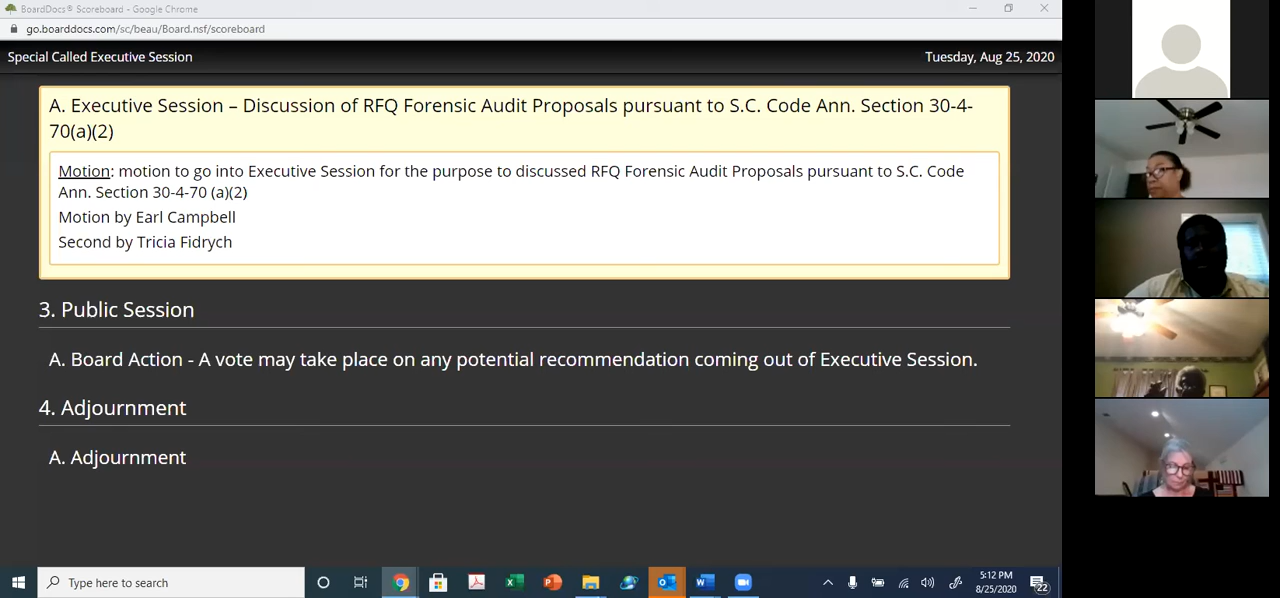 BoardDocs® Scoreboard - Google Chrome
go.boarddocs.com/sc/beau/Board.nsf/scoreboard
Special Called Executive Session
Tuesday, Aug 25, 2020
A. Executive Session – Discussion of RFQ Forensic Audit Proposals pursuant to S.C. Code Ann. Section 30-4-
70(a)(2)
Motion: motion to go into Executive Session for the purpose to discussed RFQ Forensic Audit Proposals pursuant to S.C. Code
Ann. Section 30-4-70 (a)(2)
Motion by Earl Campbell
Second by Tricia Fidrych
3. Public Session
A. Board Action - A vote may take place on any potential recommendation coming out of Executive Session.
4. Adjournment
A. Adjournment
Type here to search
5:12 PM
8/25/2020
22